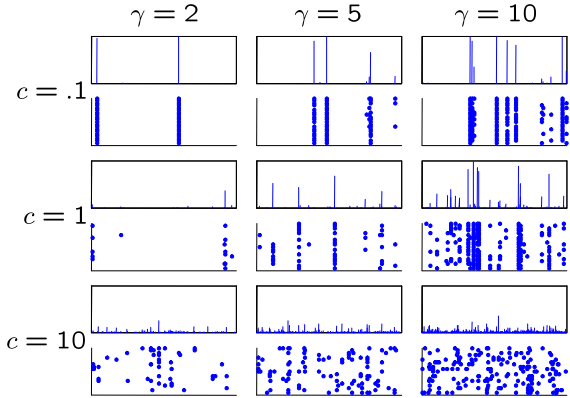 γ = 2 γ = 5 γ = 10
c = .1
c = 1
c = 10